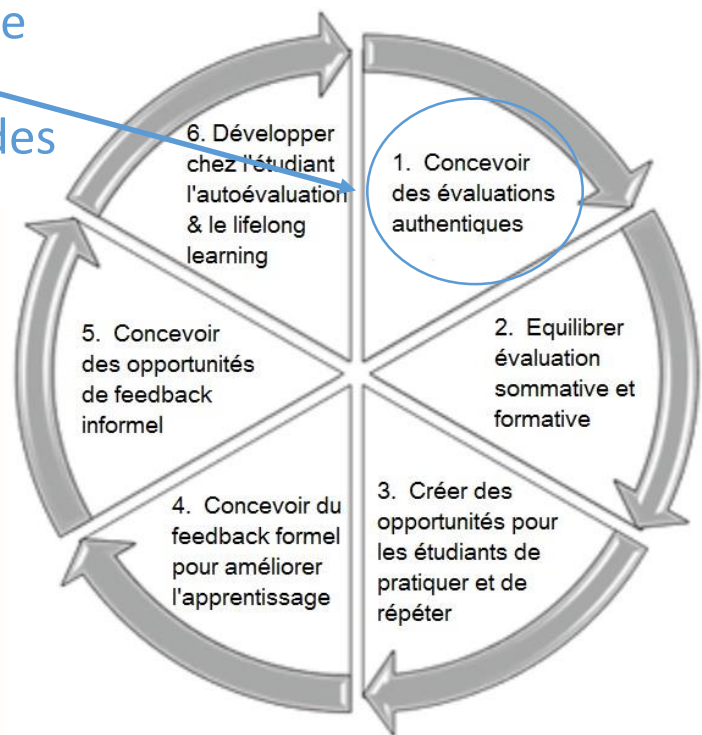 e
des
1. Concevoir
des évaluations
authentiques
2. Equilibrer
évaluation
sommative et
formative
3. Créer des
opportunités pour
les étudiants de
pratiquer et de
répéter
4. Concevoir du
feedback formel
pour améliorer
l'apprentissage
5. Concevoir
des opportunités
de feedback
informel
6. Développer
chez l'étudiant
l'autoévaluation
& le lifelong
learning